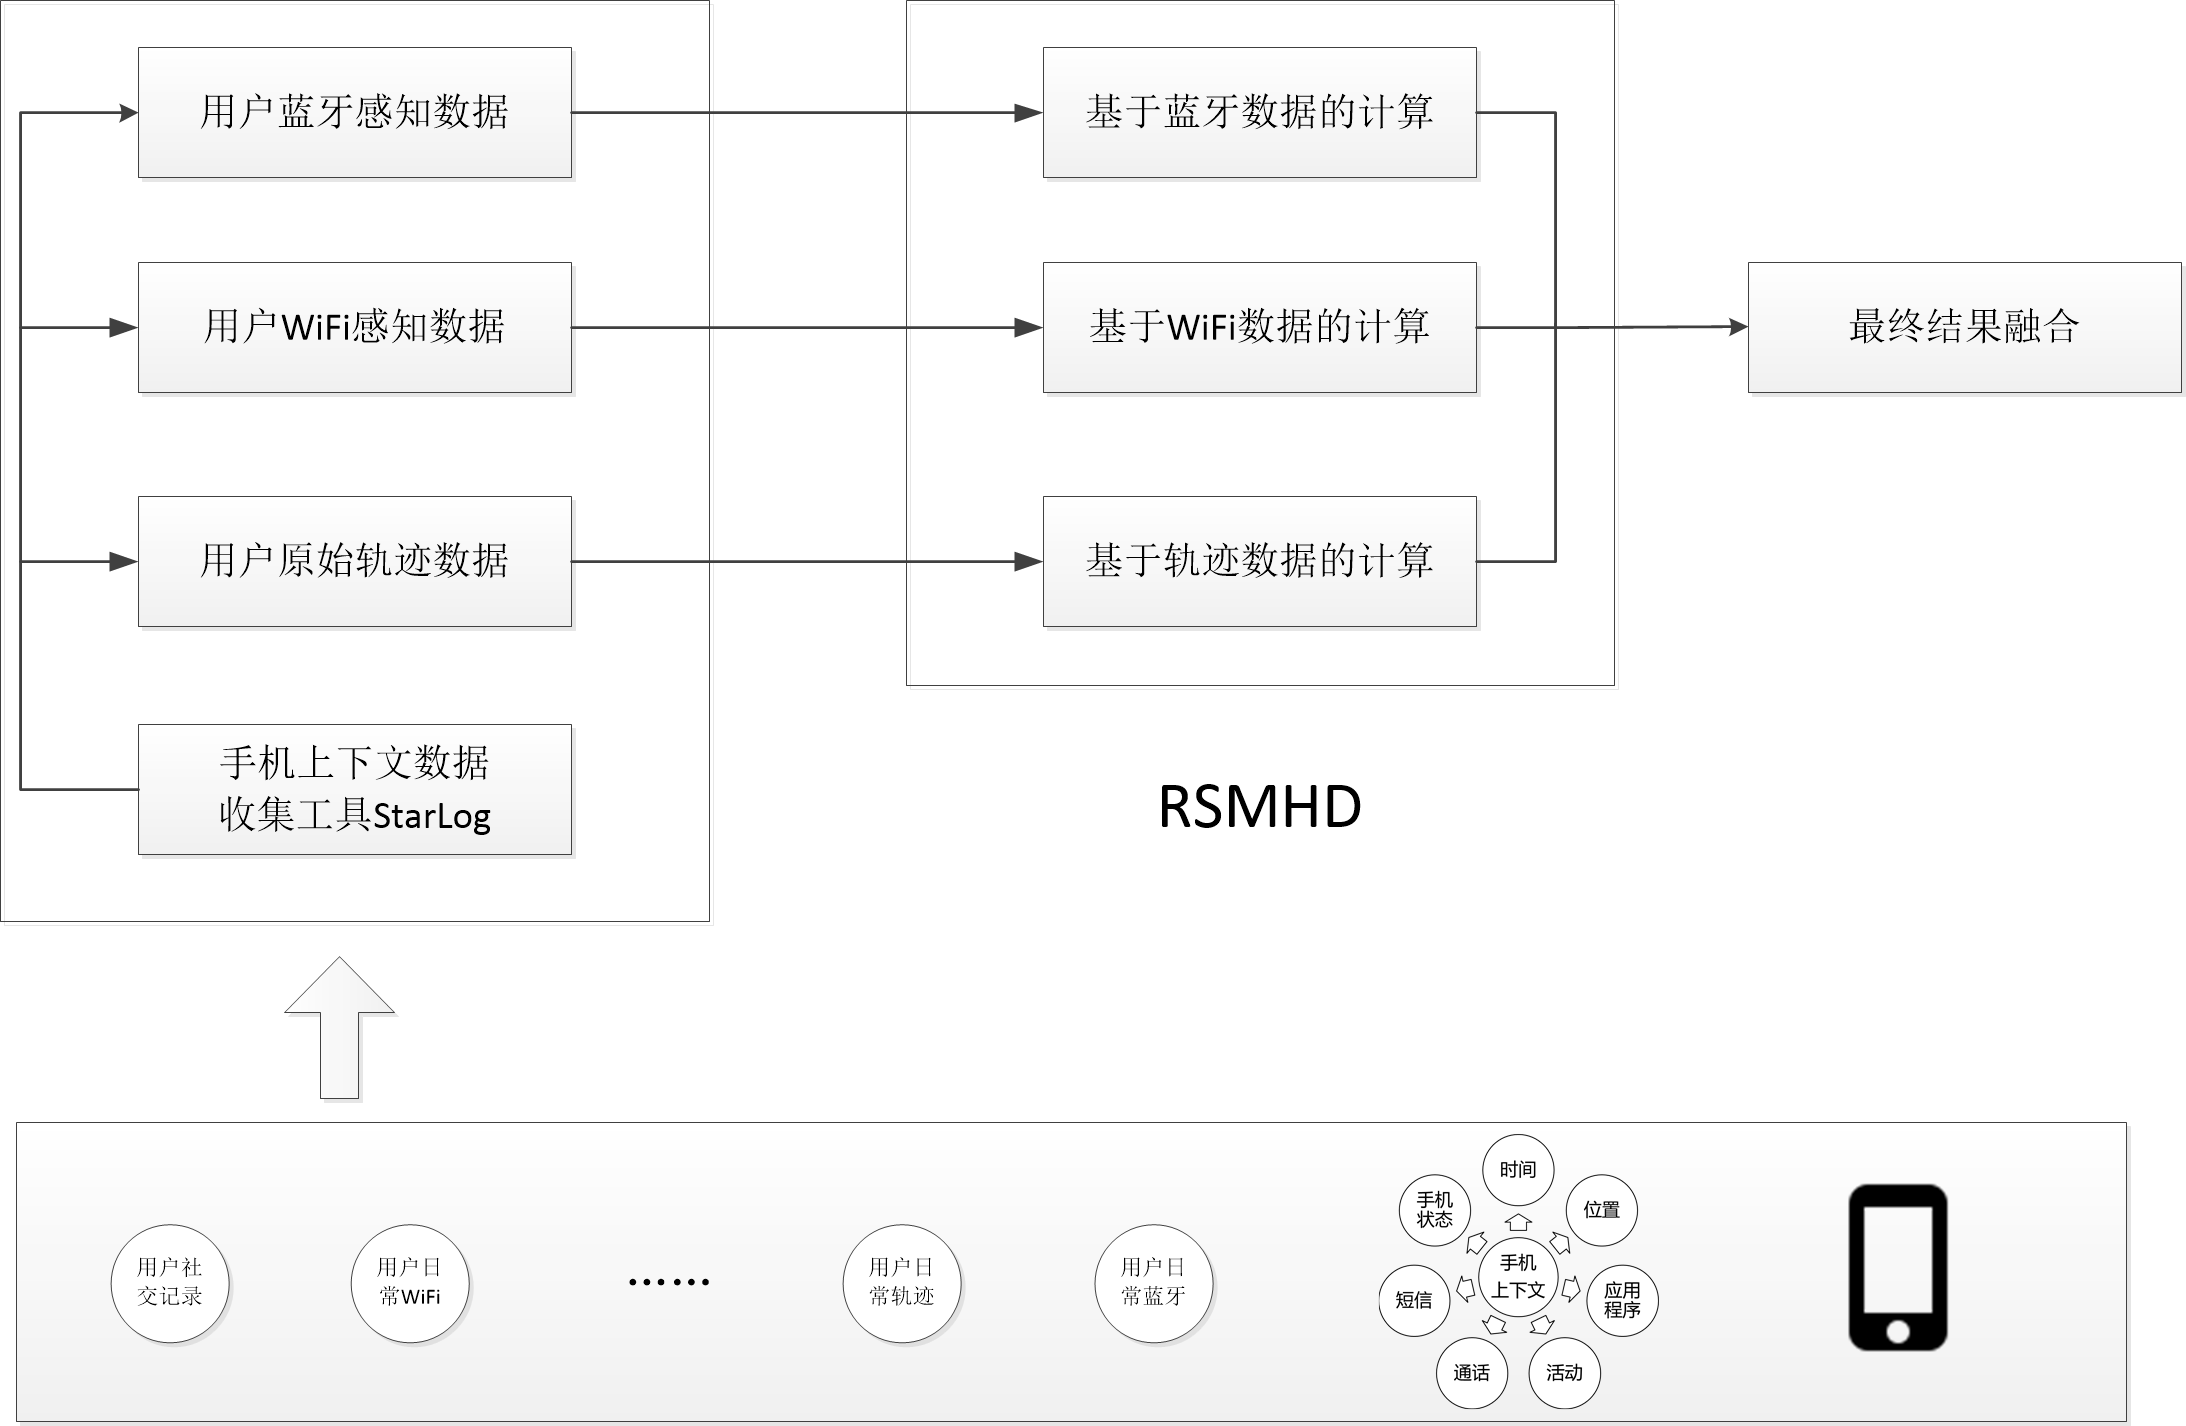 用户蓝牙感知数据
基于蓝牙数据的计算
用户WiFi感知数据
基于WiFi数据的计算
最终结果融合
用户原始轨迹数据
基于轨迹数据的计算
手机上下文数据
收集工具StarLog
RSMHD
用户社
交记录
用户日
常WiFi
……
用户日
常轨迹
用户日
常蓝牙
时间
手机
状态
位置
手机
上下文
短信
应用
程序
通话
活动